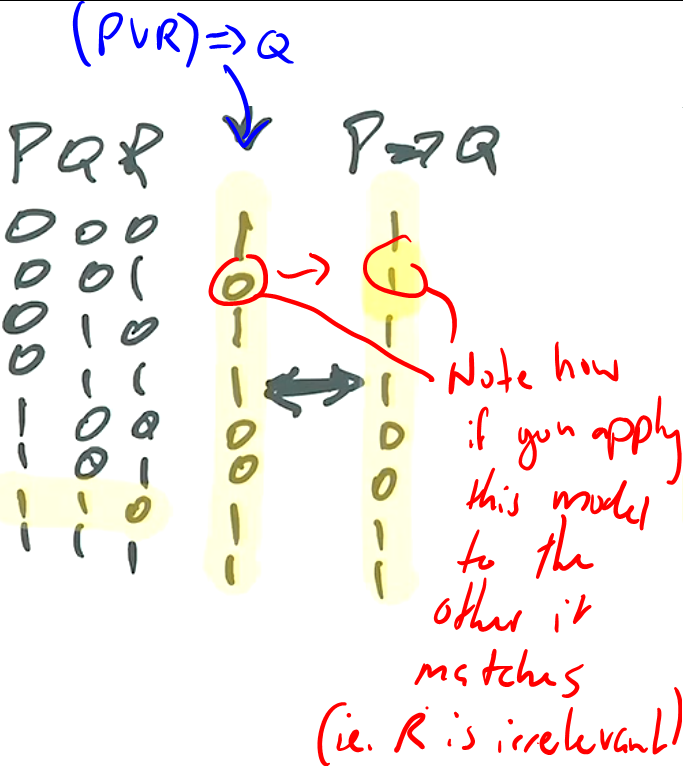 (P∨R)=>Q
P Q R P=>Q
0 0 0 1 1
0 0 1 0 → 1
0 1 0 1 1
0 1 1 1 ↔ 1
1 0 0 0 0
1 0 1 0 0
1 1 0 1 1
1 1 1 1 1
Note how
if you apply
this model
to the
other it
matches
(ie. R is irrelevant)